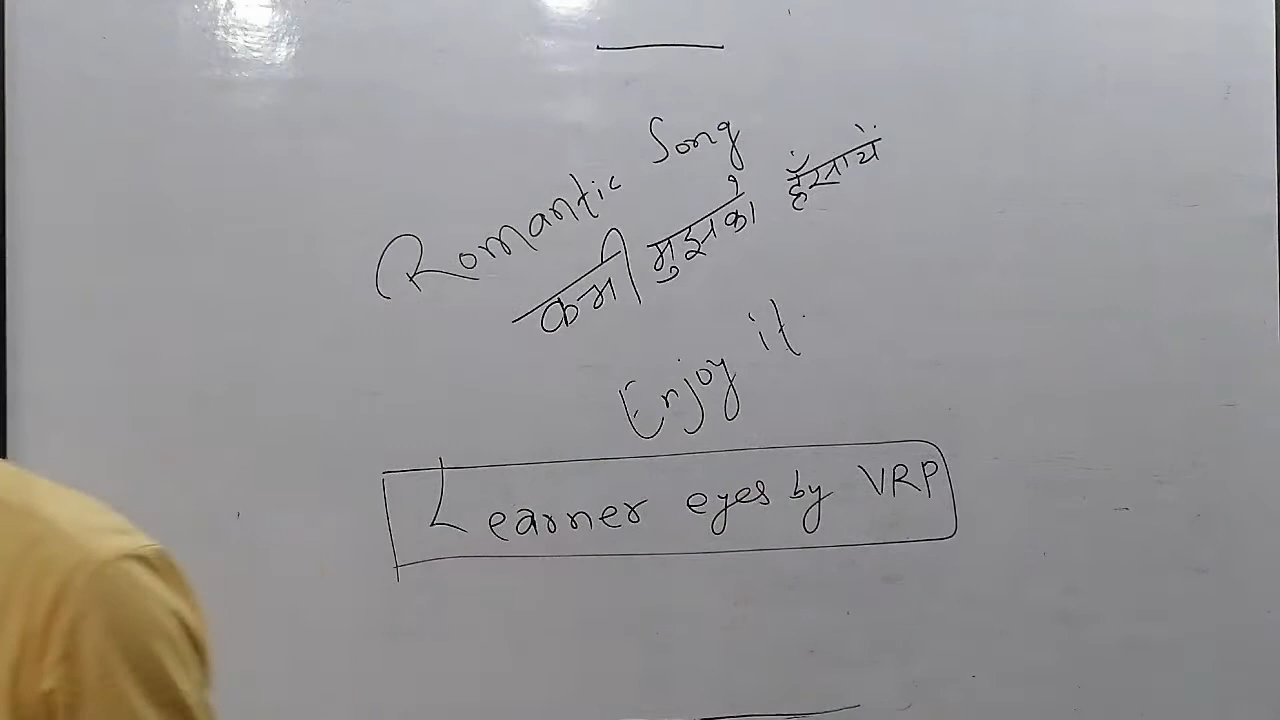 Romantic Song
कभी मुझको हँसायें
Enjoy it
Learner eyes by VRP